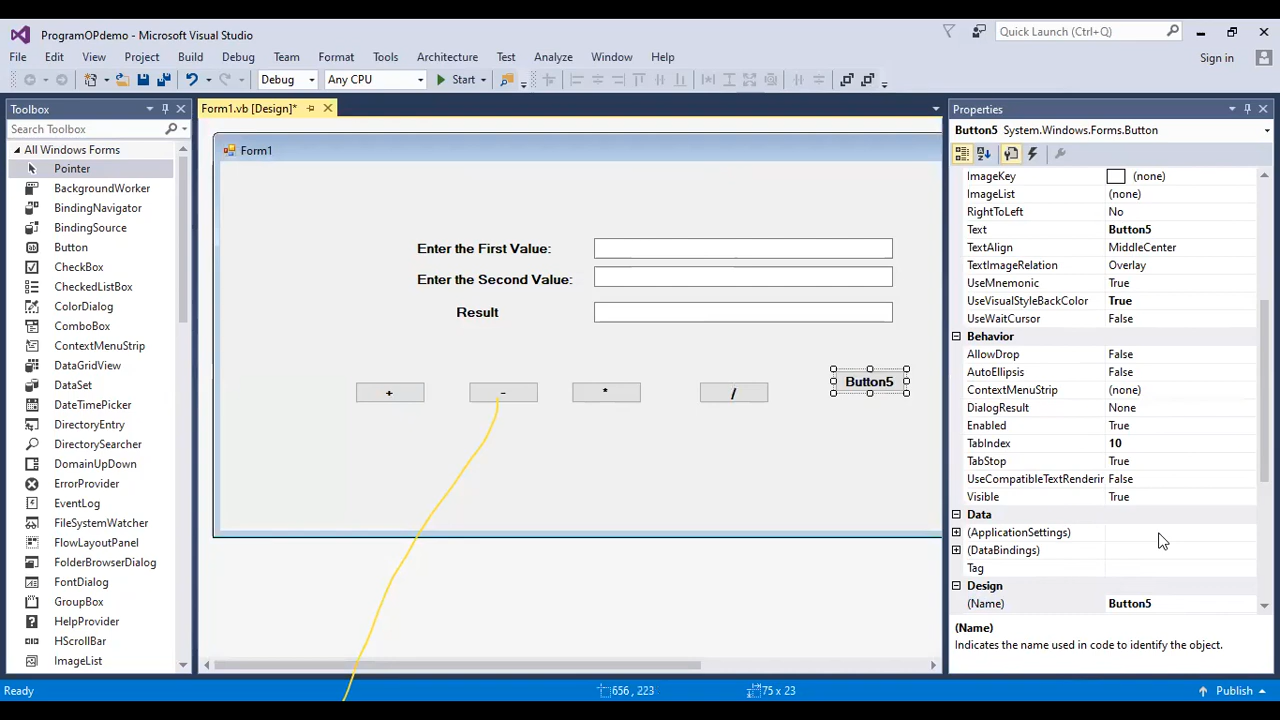 ProgramOPdemo - Microsoft Visual Studio
Quick Launch (Ctrl+Q)
File Edit View Project Build Debug Team Format Tools Architecture Test Analyze Window Help
Sign in
Debug Any CPU Start
Toolbox
Form1.vb [Design]*
Properties
Search Toolbox
Button5 System.Windows.Forms.Button
All Windows Forms
Pointer
BackgroundWorker
BindingNavigator
BindingSource
Button
CheckBox
CheckedListBox
ColorDialog
ComboBox
ContextMenuStrip
DataGridView
DataSet
DateTimePicker
DirectoryEntry
DirectorySearcher
DomainUpDown
ErrorProvider
EventLog
FileSystemWatcher
FlowLayoutPanel
FolderBrowserDialog
FontDialog
GroupBox
HelpProvider
HScrollBar
ImageList
Form1
Enter the First Value:
Enter the Second Value:
Result
+ - * / Button5
ImageKey (none)
ImageList (none)
RightToLeft No
Text Button5
TextAlign MiddleCenter
TextImageRelation Overlay
UseMnemonic True
UseVisualStyleBackColor True
UseWaitCursor False
Behavior
AllowDrop False
AutoEllipsis False
ContextMenuStrip (none)
DialogResult None
Enabled True
TabIndex 10
TabStop True
UseCompatibleTextRenderir False
Visible True
Data
(ApplicationSettings)
(DataBindings)
Tag
Design
(Name) Button5
(Name)
Indicates the name used in code to identify the object.
Ready 656 , 223 75 x 23 Publish